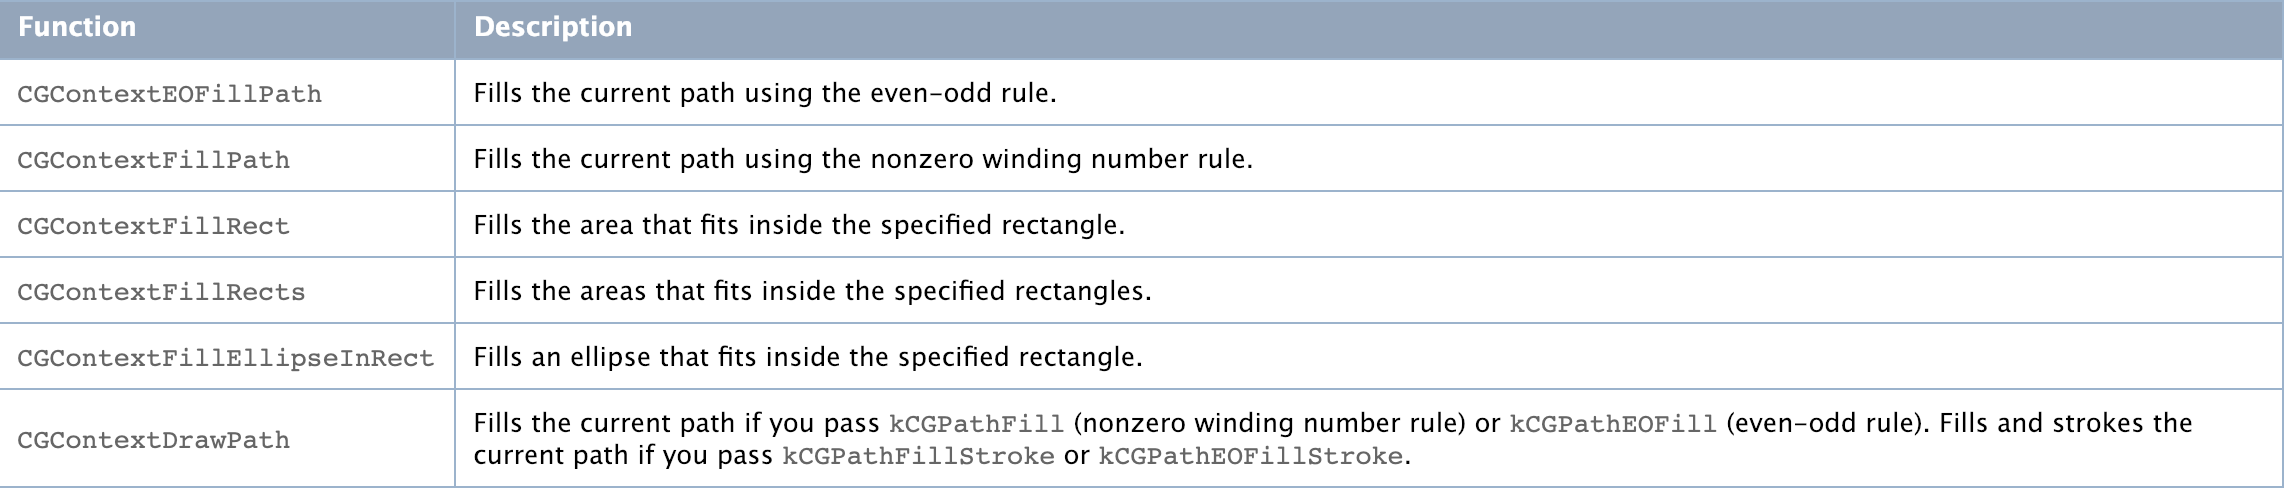 Function Description
CGContextEOFillPath Fills the current path using the even-odd rule.
CGContextFillPath Fills the current path using the nonzero winding number rule.
CGContextFillRect Fills the area that fits inside the specified rectangle.
CGContextFillRects Fills the areas that fits inside the specified rectangles.
CGContextFillEllipseInRect Fills an ellipse that fits inside the specified rectangle.
CGContextDrawPath Fills the current path if you pass kCGPathFill (nonzero winding number rule) or kCGPathEOFill (even-odd rule). Fills and strokes the
current path if you pass kCGPathFillStroke or kCGPathEOFillStroke.